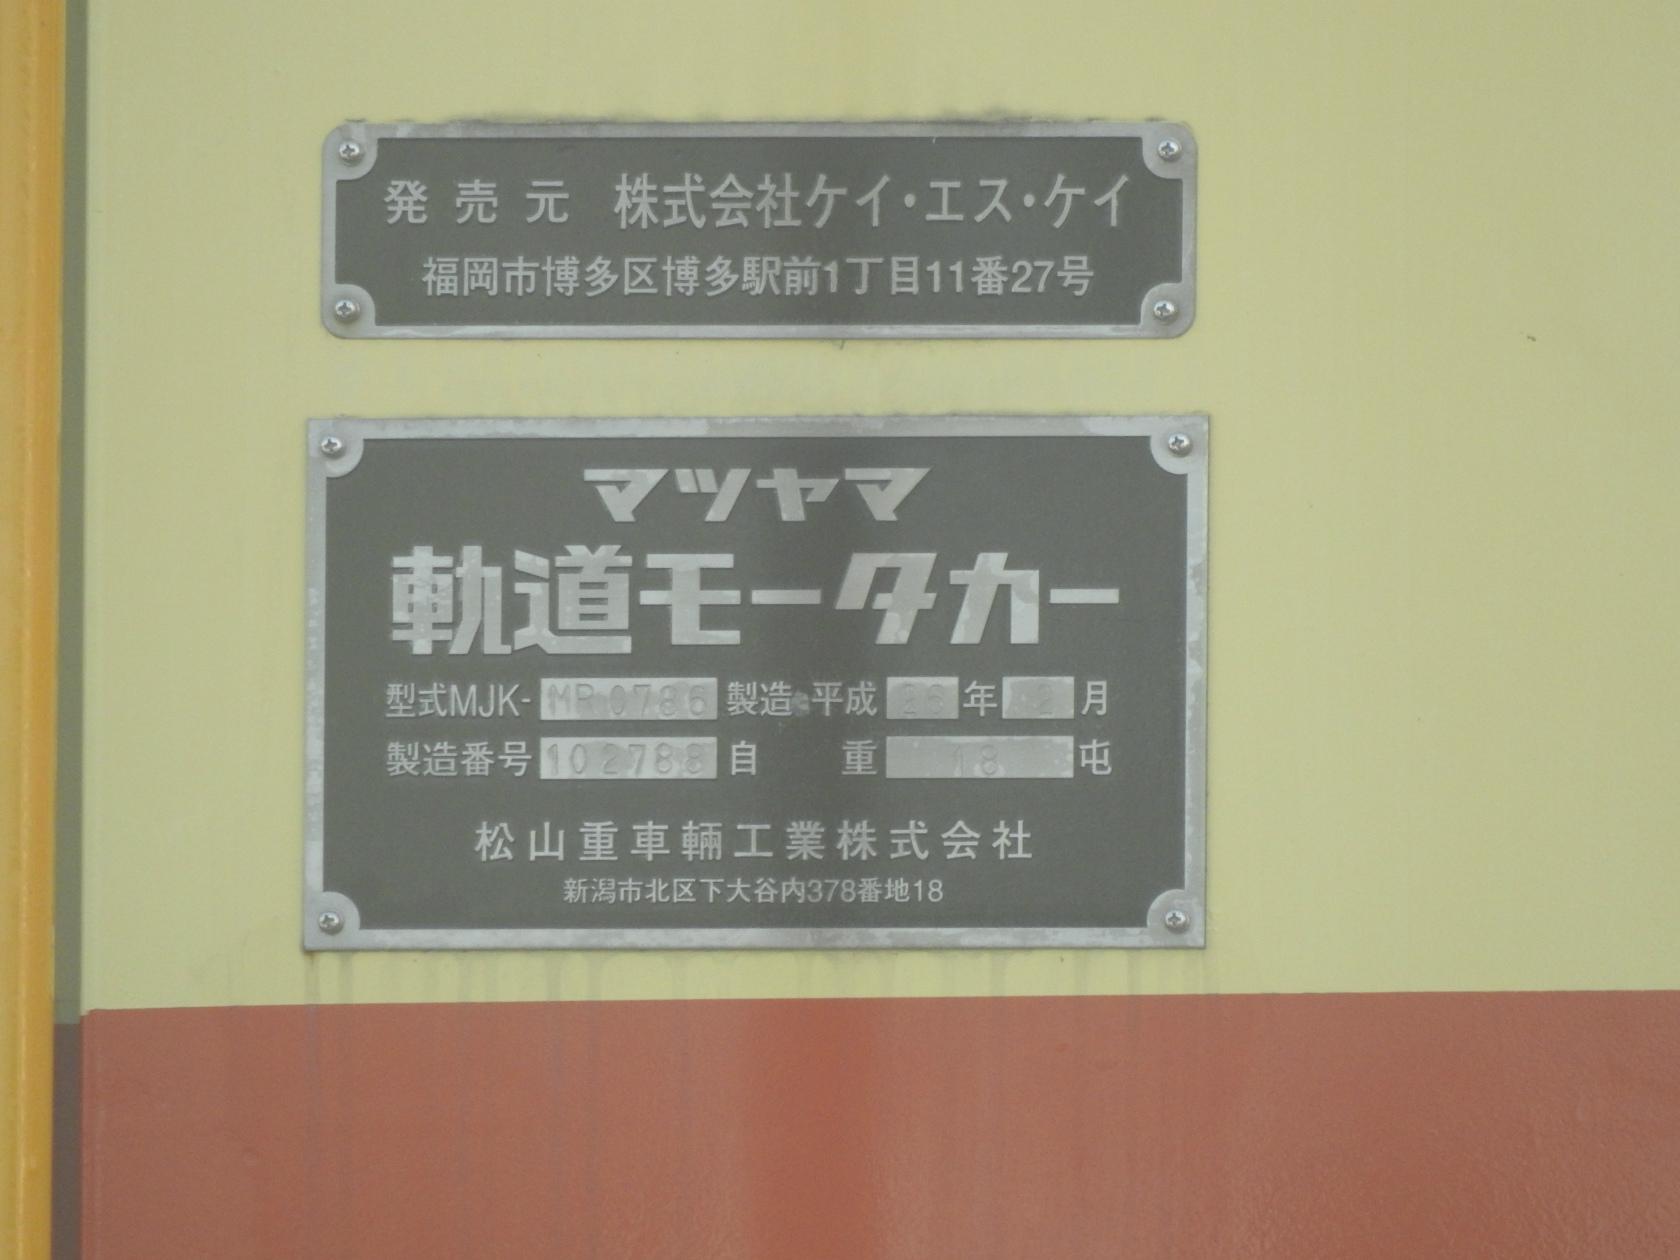 発売元 株式会社ケイ・エス・ケイ
福岡市博多区博多駅前1丁目11番27号
マツヤマ
軌道モータカー
型式MJK-MR0786 製造 平成26年2月
製造番号102788 自重18屯
松山重車輛工業株式会社
新潟市北区下大谷内378番地18